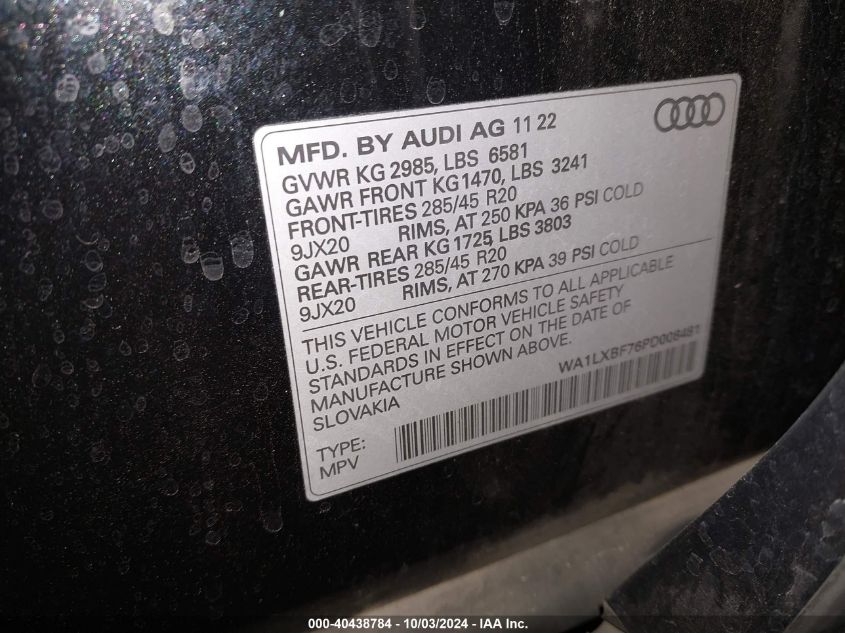 MFD. BY AUDI AG 11 22
GVWR KG 2985, LBS 6581
GAWR FRONT KG1470, LBS 3241
FRONT-TIRES 285/45 R20
9JX20 RIMS, AT 250 KPA 36 PSI COLD
GAWR REAR KG1725, LBS 3803
REAR-TIRES 285/45 R20
9JX20 RIMS, AT 270 KPA 39 PSI COLD
THIS VEHICLE CONFORMS TO ALL APPLICABLE
U.S. FEDERAL MOTOR VEHICLE SAFETY
STANDARDS IN EFFECT ON THE DATE OF
MANUFACTURE SHOWN ABOVE.
SLOVAKIA
WA1LXBF76PD008481
TYPE:
MPV
000-40438784 - 10/03/2024 - IAA Inc.